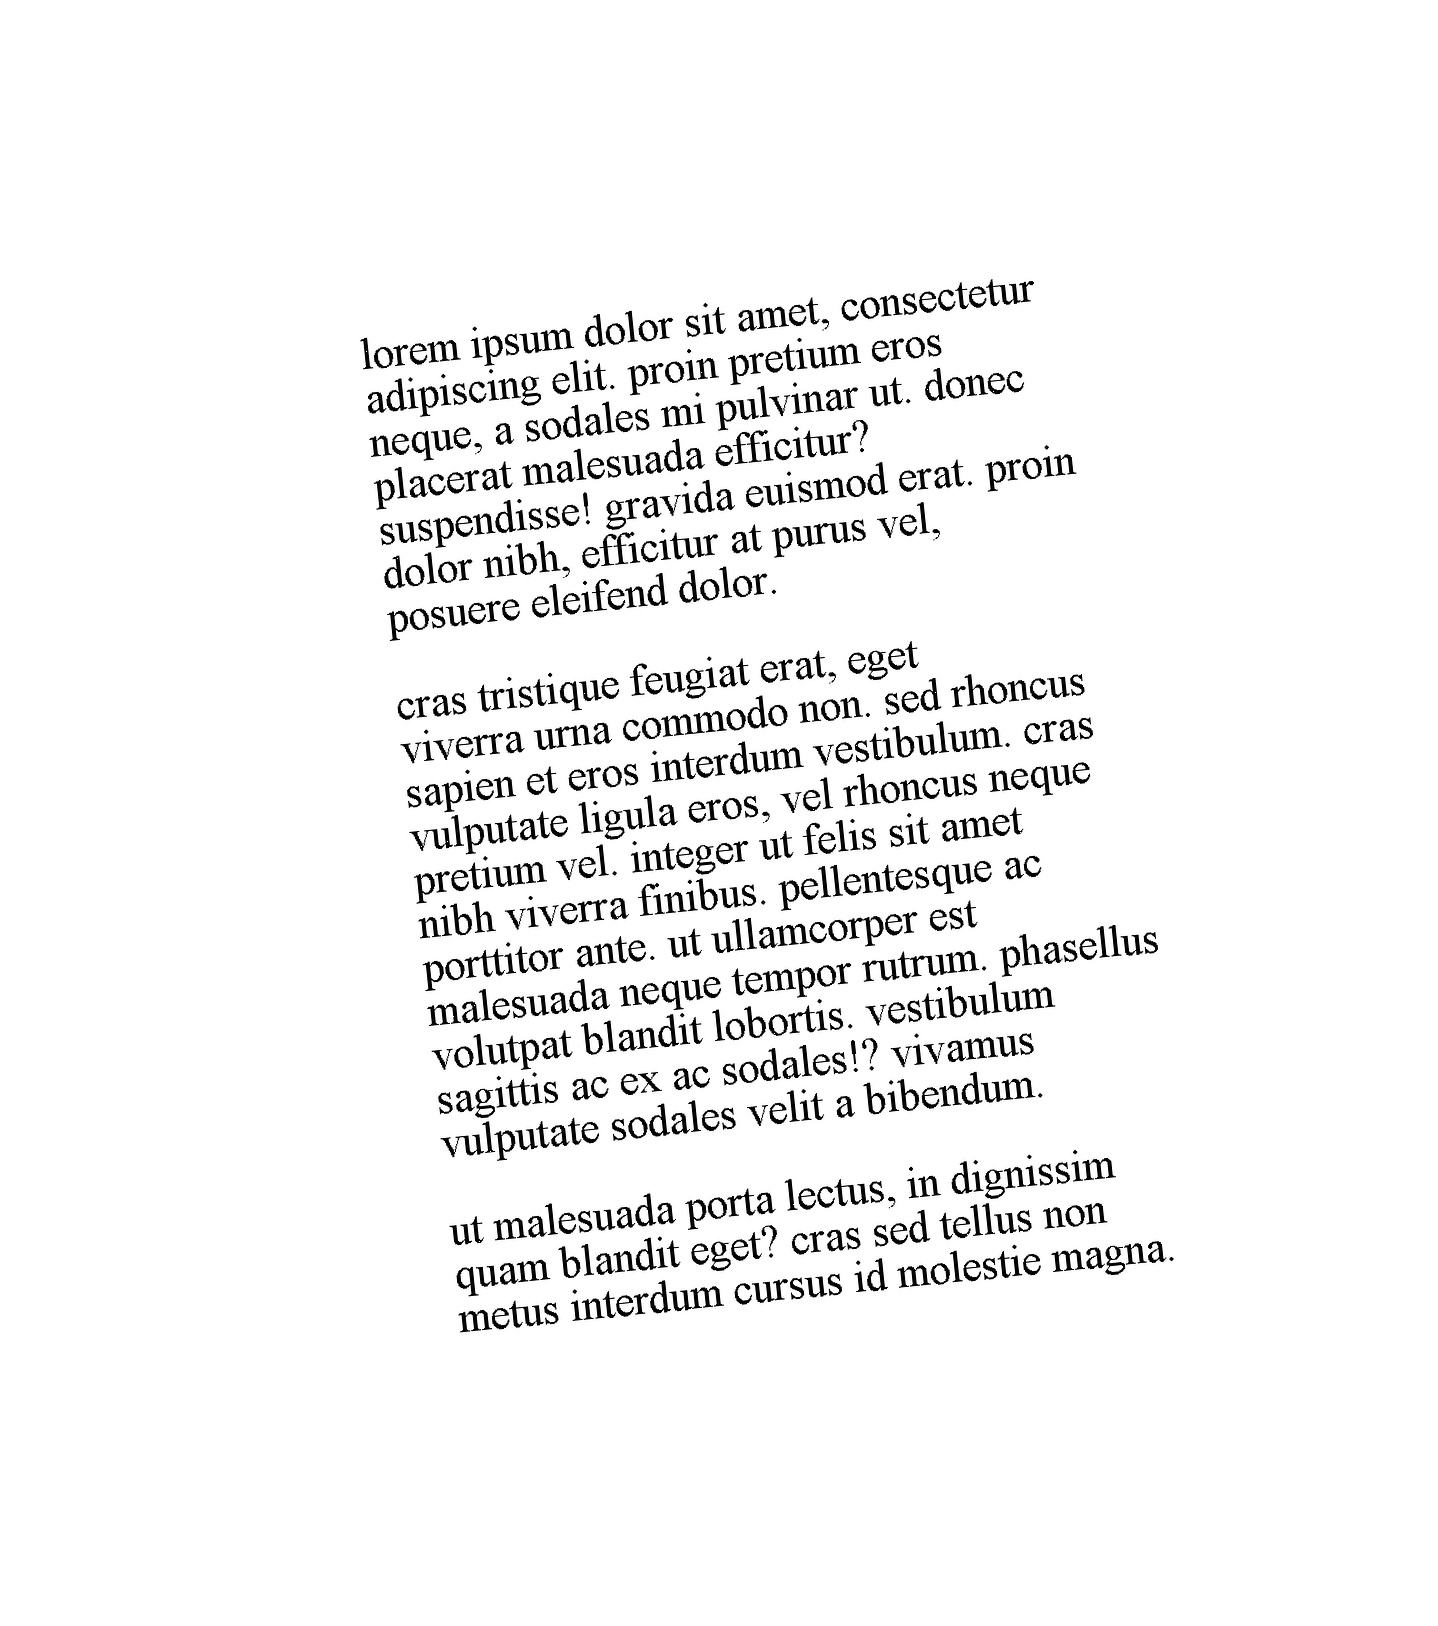 lorem ipsum dolor sit amet, consectetur
adipiscing elit. proin pretium eros
neque, a sodales mi pulvinar ut. donec
placerat malesuada efficitur?
suspendisse! gravida euismod erat. proin
dolor nibh, efficitur at purus vel,
posuere eleifend dolor.

cras tristique feugiat erat, eget
viverra urna commodo non. sed rhoncus
sapien et eros interdum vestibulum. cras
vulputate ligula eros, vel rhoncus neque
pretium vel. integer ut felis sit amet
nibh viverra finibus. pellentesque ac
porttitor ante. ut ullamcorper est
malesuada neque tempor rutrum. phasellus
volutpat blandit lobortis. vestibulum
sagittis ac ex ac sodales!? vivamus
vulputate sodales velit a bibendum.

ut malesuada porta lectus, in dignissim
quam blandit eget? cras sed tellus non
metus interdum cursus id molestie magna.